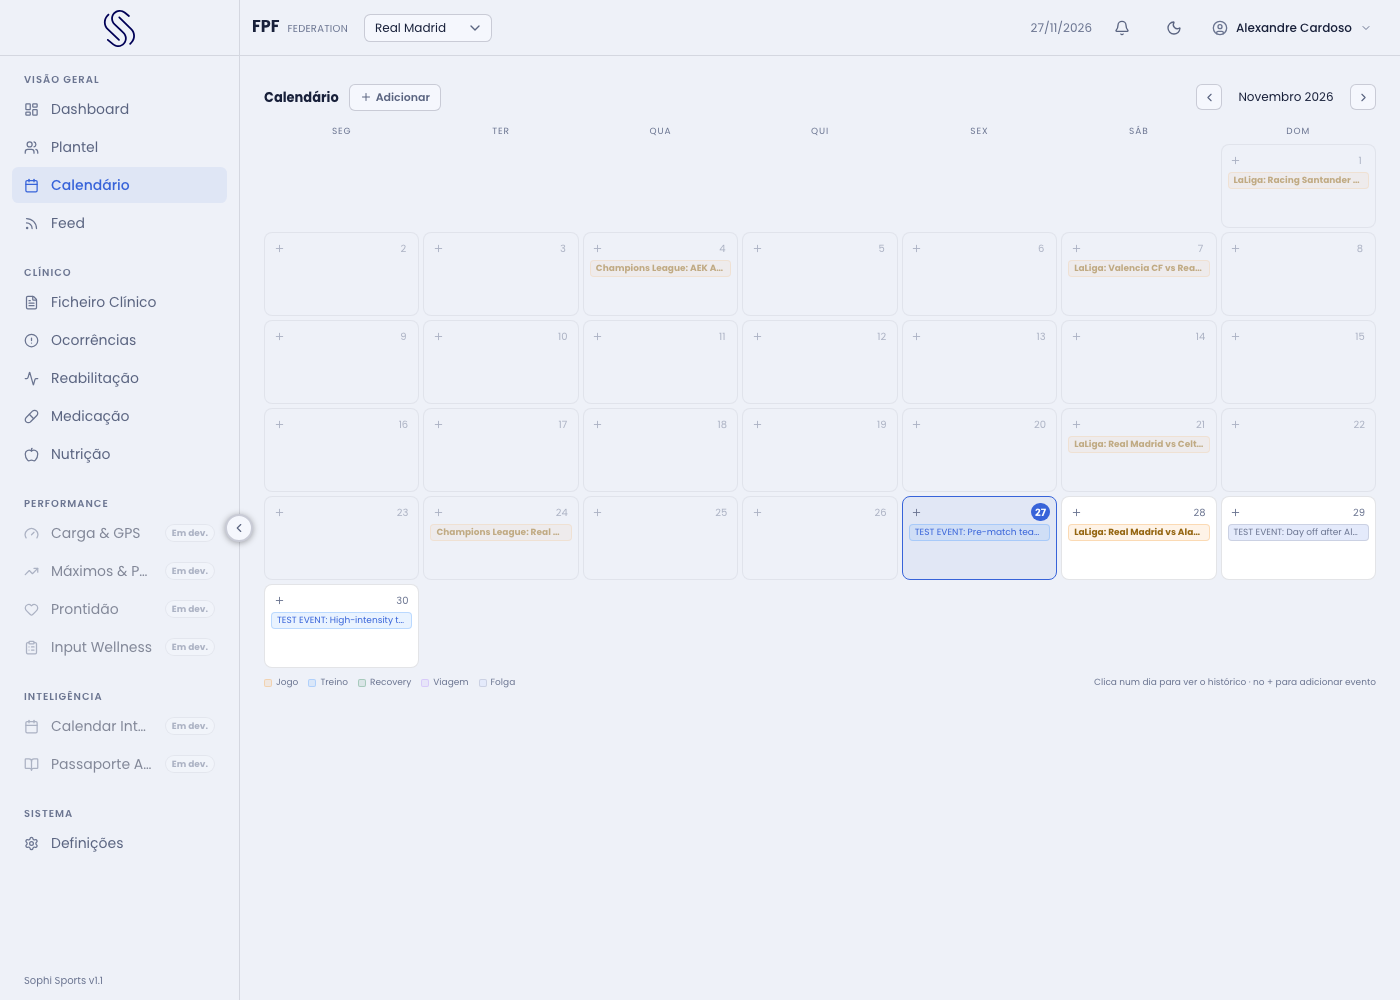 FPF FEDERATION Real Madrid 27/11/2026 Alexandre Cardoso
VISÃO GERAL
Dashboard
Plantel
Calendário
Feed
CLÍNICO
Ficheiro Clínico
Ocorrências
Reabilitação
Medicação
Nutrição
PERFORMANCE
Carga & GPS Em dev.
Máximos & P... Em dev.
Prontidão Em dev.
Input Wellness Em dev.
INTELIGÊNCIA
Calendar Int... Em dev.
Passaporte A... Em dev.
SISTEMA
Definições
Sophi Sports v1.1
Calendário + Adicionar Novembro 2026
SEG TER QUA QUI SEX SÁB DOM
+ 1
LaLiga: Racing Santander ...
+ 2 + 3 + 4 + 5 + 6 + 7 + 8
Champions League: AEK A... LaLiga: Valencia CF vs Rea...
+ 9 + 10 + 11 + 12 + 13 + 14 + 15
+ 16 + 17 + 18 + 19 + 20 + 21 + 22
LaLiga: Real Madrid vs Celt...
+ 23 + 24 + 25 + 26 + 27 + 28 + 29
Champions League: Real ... TEST EVENT: Pre-match tea... LaLiga: Real Madrid vs Ala... TEST EVENT: Day off after Al...
+ 30
TEST EVENT: High-intensity t...
Jogo Treino Recovery Viagem Folga Clica num dia para ver o histórico · no + para adicionar evento